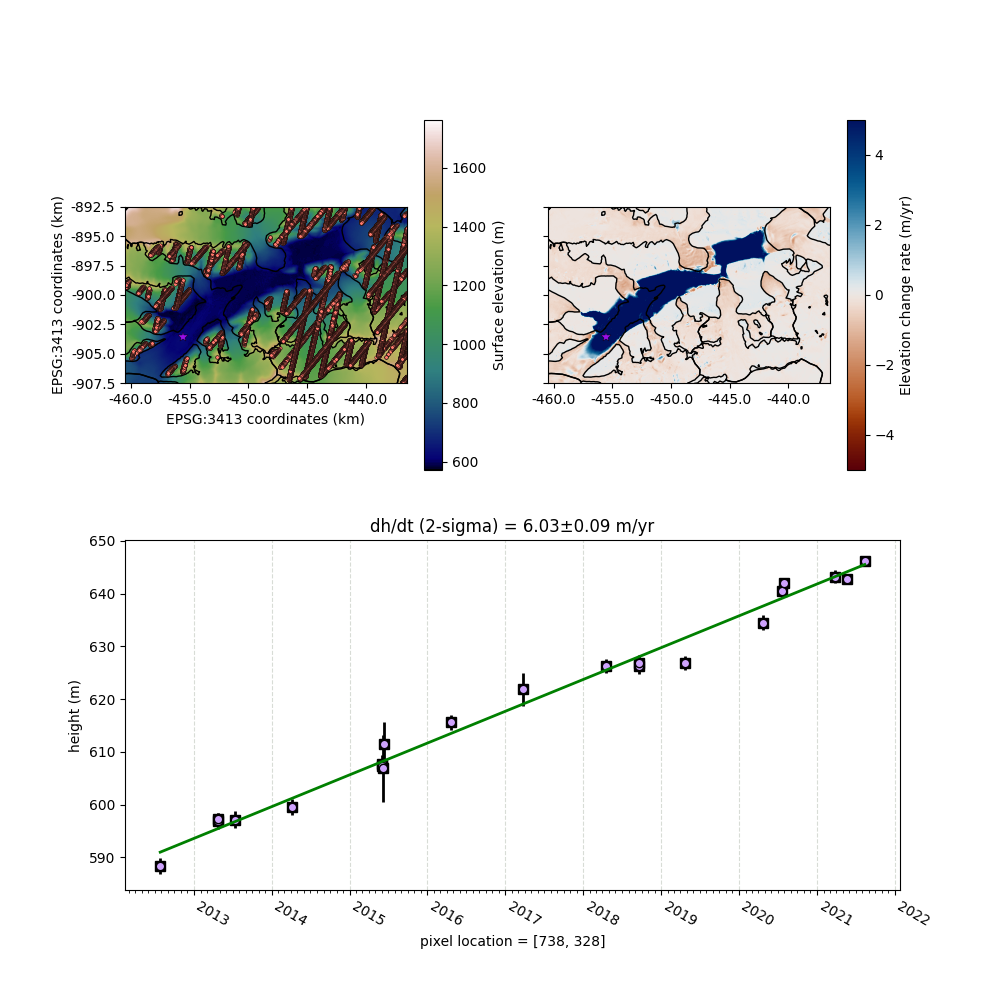 -892.5
-895.0
-897.5
-900.0
-902.5
-905.0
-907.5
EPSG:3413 coordinates (km)
-460.0 -455.0 -450.0 -445.0 -440.0
EPSG:3413 coordinates (km)
1600
1400
1200
1000
800
600
Surface elevation (m)
-460.0 -455.0 -450.0 -445.0 -440.0
4
2
0
−2
−4
Elevation change rate (m/yr)
dh/dt (2-sigma) = 6.03±0.09 m/yr
650
640
630
620
610
600
590
height (m)
2013 2014 2015 2016 2017 2018 2019 2020 2021 2022
pixel location = [738, 328]